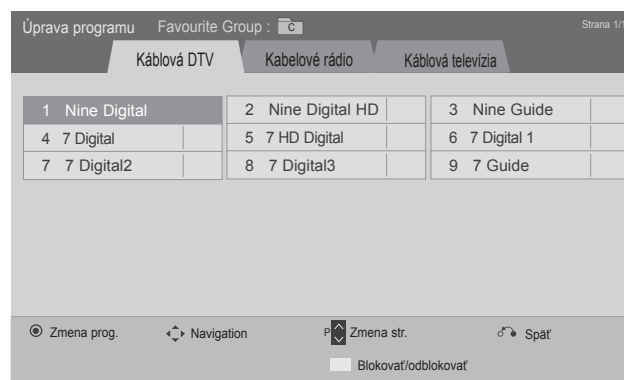 Úprava programu Favourite Group : C Strana 1/1
Káblová DTV Kabelové rádio Káblová televízia
1 Nine Digital 2 Nine Digital HD 3 Nine Guide
4 7 Digital 5 7 HD Digital 6 7 Digital 1
7 7 Digital2 8 7 Digital3 9 7 Guide
Zmena prog. Navigation P Zmena str. Späť
Blokovať/odblokovať